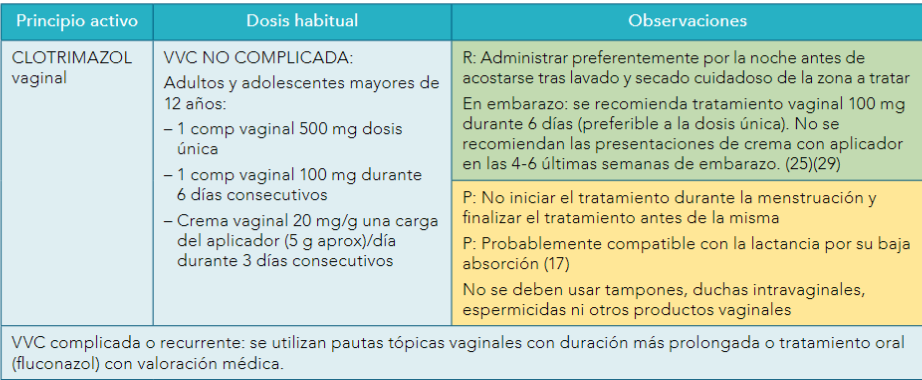 Principio activo
Dosis habitual
Observaciones
CLOTRIMAZOL
vaginal
VVC NO COMPLICADA:
Adultos y adolescentes mayores de
12 años:
– 1 comp vaginal 500 mg dosis
única
– 1 comp vaginal 100 mg durante
6 días consecutivos
– Crema vaginal 20 mg/g una carga
del aplicador (5 g aprox)/día
durante 3 días consecutivos
R: Administrar preferentemente por la noche antes de
acostarse tras lavado y secado cuidadoso de la zona a tratar
En embarazo: se recomienda tratamiento vaginal 100 mg
durante 6 días (preferible a la dosis única). No se
recomiendan las presentaciones de crema con aplicador
en las 4-6 últimas semanas de embarazo. (25)(29)
P: No iniciar el tratamiento durante la menstruación y
finalizar el tratamiento antes de la misma
P: Probablemente compatible con la lactancia por su baja
absorción (17)
No se deben usar tampones, duchas intravaginales,
espermicidas ni otros productos vaginales
VVC complicada o recurrente: se utilizan pautas tópicas vaginales con duración más prolongada o tratamiento oral
(fluconazol) con valoración médica.